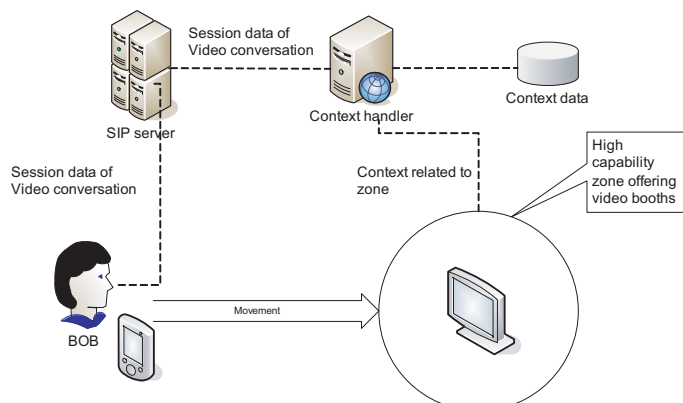 Session data of
Video conversation
SIP server
Context handler
Context data
Session data of
Video conversation
Context related to
zone
High
capability
zone offering
video booths
Movement
BOB